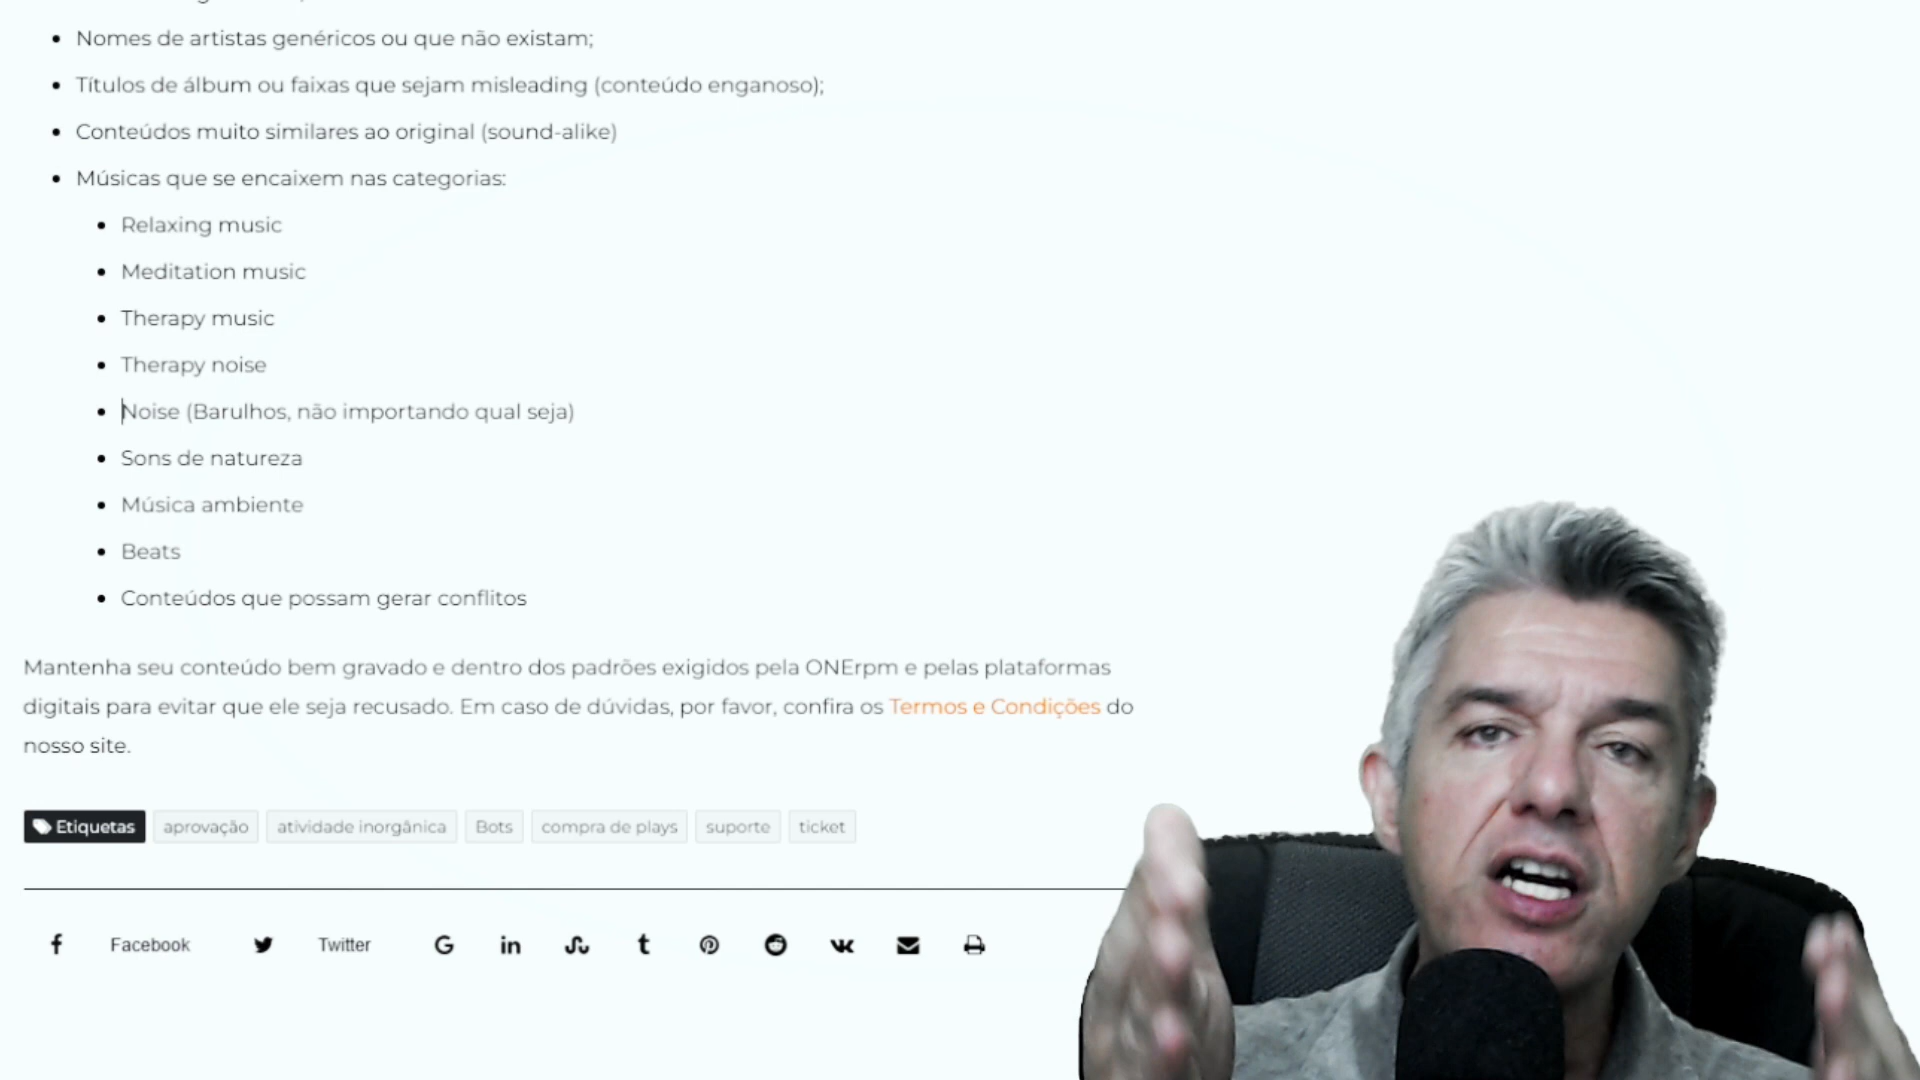 Nomes de artistas genéricos ou que não existam;
Títulos de álbum ou faixas que sejam misleading (conteúdo enganoso);
Conteúdos muito similares ao original (sound-alike)
Músicas que se encaixem nas categorias:
Relaxing music
Meditation music
Therapy music
Therapy noise
Noise (Barulhos, não importando qual seja)
Sons de natureza
Música ambiente
Beats
Conteúdos que possam gerar conflitos
Mantenha seu conteúdo bem gravado e dentro dos padrões exigidos pela ONErpm e pelas plataformas
digitais para evitar que ele seja recusado. Em caso de dúvidas, por favor, confira os Termos e Condições do
nosso site.
Etiquetas aprovação atividade inorgânica Bots compra de plays suporte ticket
Facebook Twitter